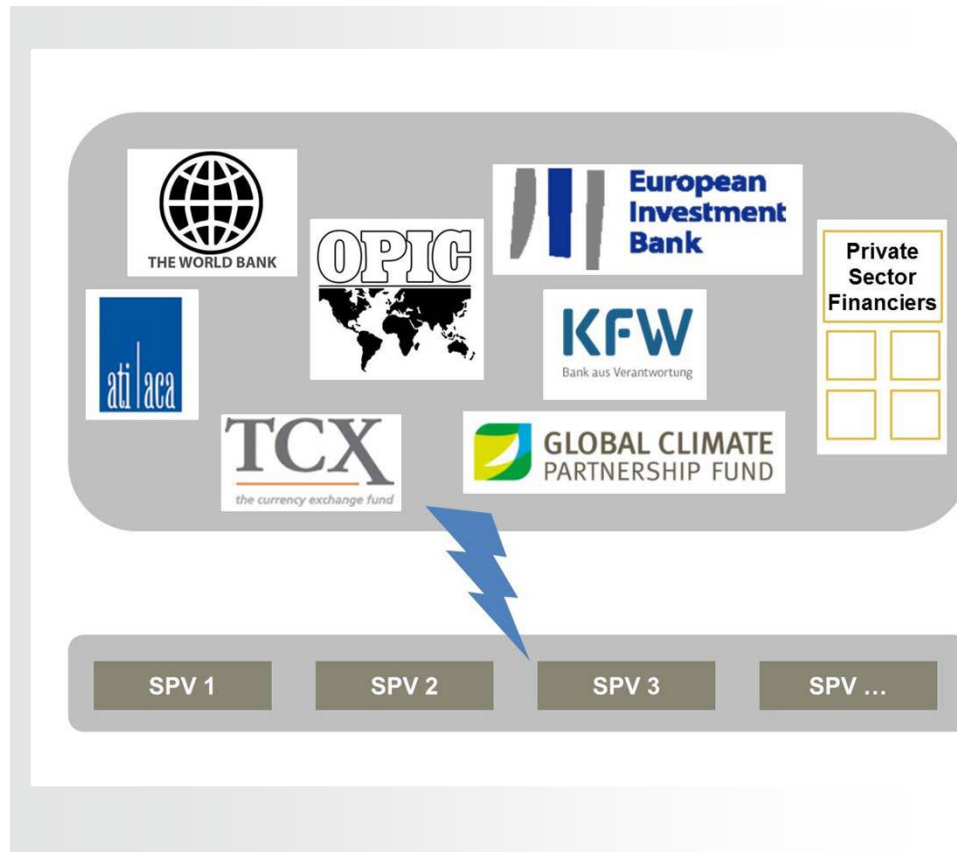 THE WORLD BANK
OPIC
European
Investment
Bank
Private
Sector
Financiers
ati|aca
KFW
Bank aus Verantwortung
TCX
the currency exchange fund
GLOBAL CLIMATE
PARTNERSHIP FUND
SPV 1
SPV 2
SPV 3
SPV ...